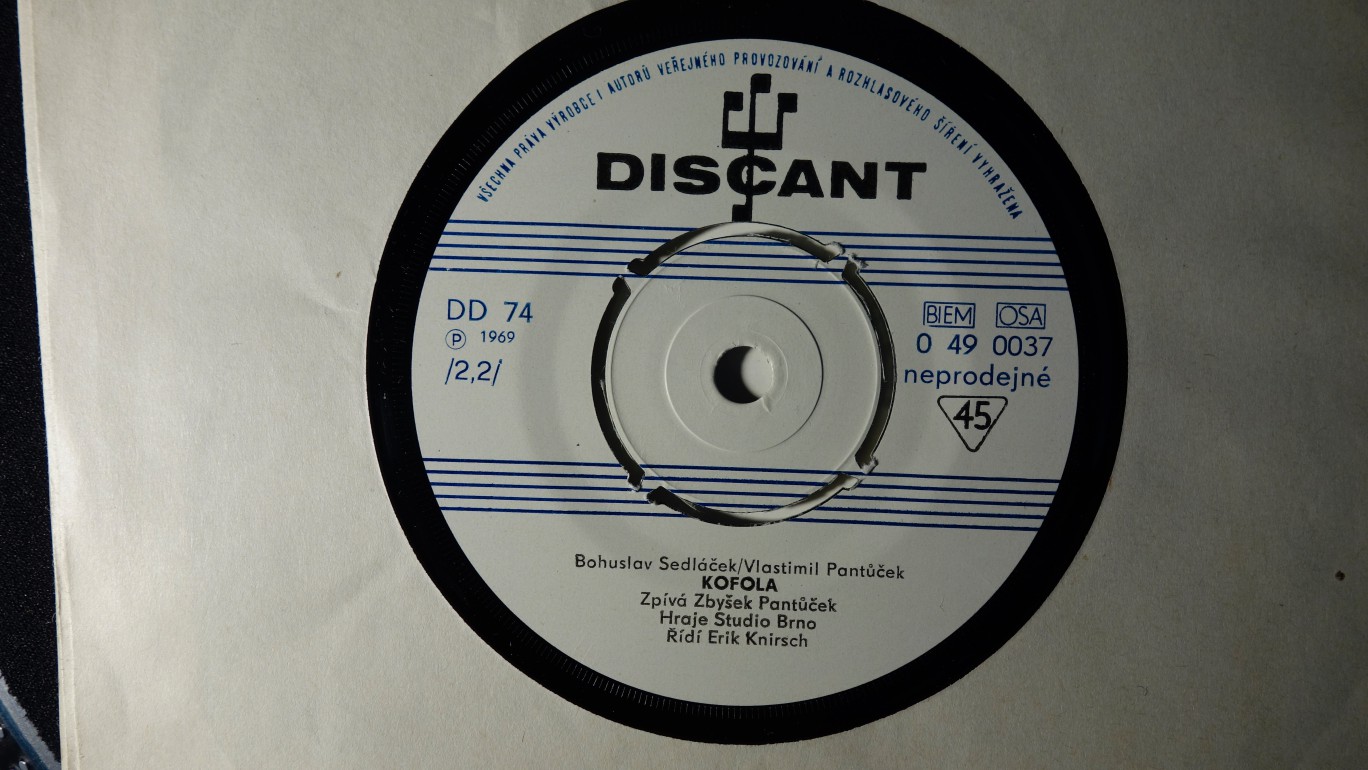 VŠECHNA PRÁVA VÝROBCE I AUTORŮ VEŘEJNÉHO PROVOZOVÁNÍ A ROZHLASOVÉHO ŠÍŘENÍ VYHRAŽENA
DISCANT
DD 74
Ⓟ 1969
/2,2/
BIEM OSA
0 49 0037
neprodejné
45
Bohuslav Sedláček/Vlastimil Pantůček
KOFOLA
Zpívá Zbyšek Pantůček
Hraje Studio Brno
Řídí Erik Knirsch